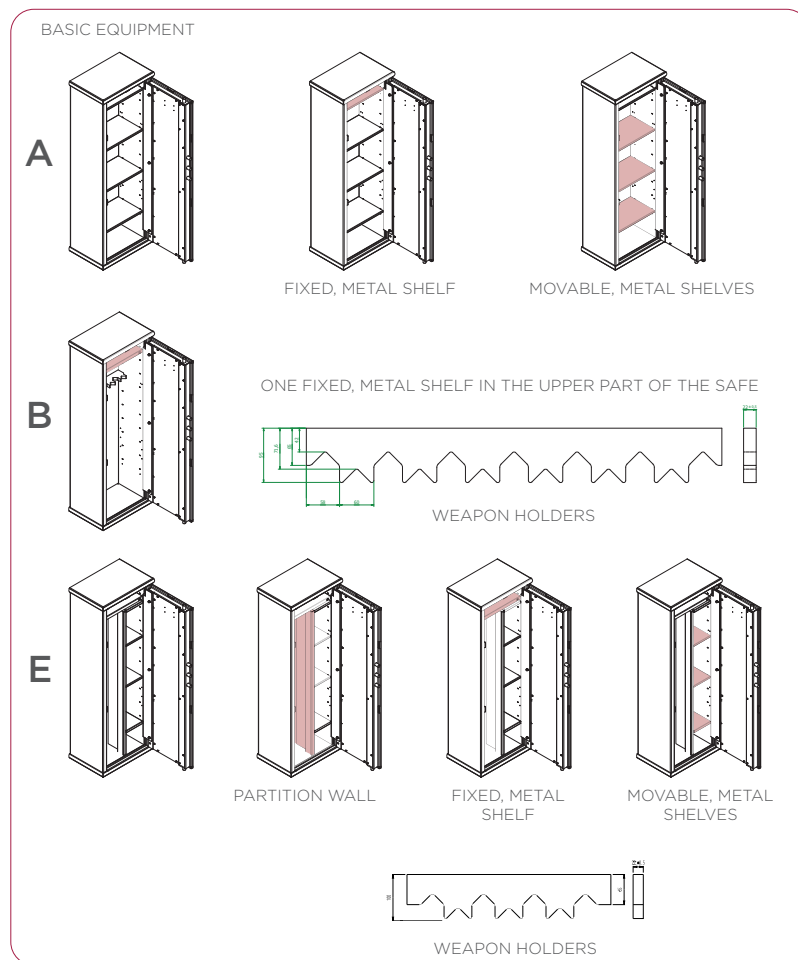 BASIC EQUIPMENT
A
FIXED, METAL SHELF
MOVABLE, METAL SHELVES
B
ONE FIXED, METAL SHELF IN THE UPPER PART OF THE SAFE
WEAPON HOLDERS
E
PARTITION WALL
FIXED, METAL
SHELF
MOVABLE, METAL
SHELVES
WEAPON HOLDERS